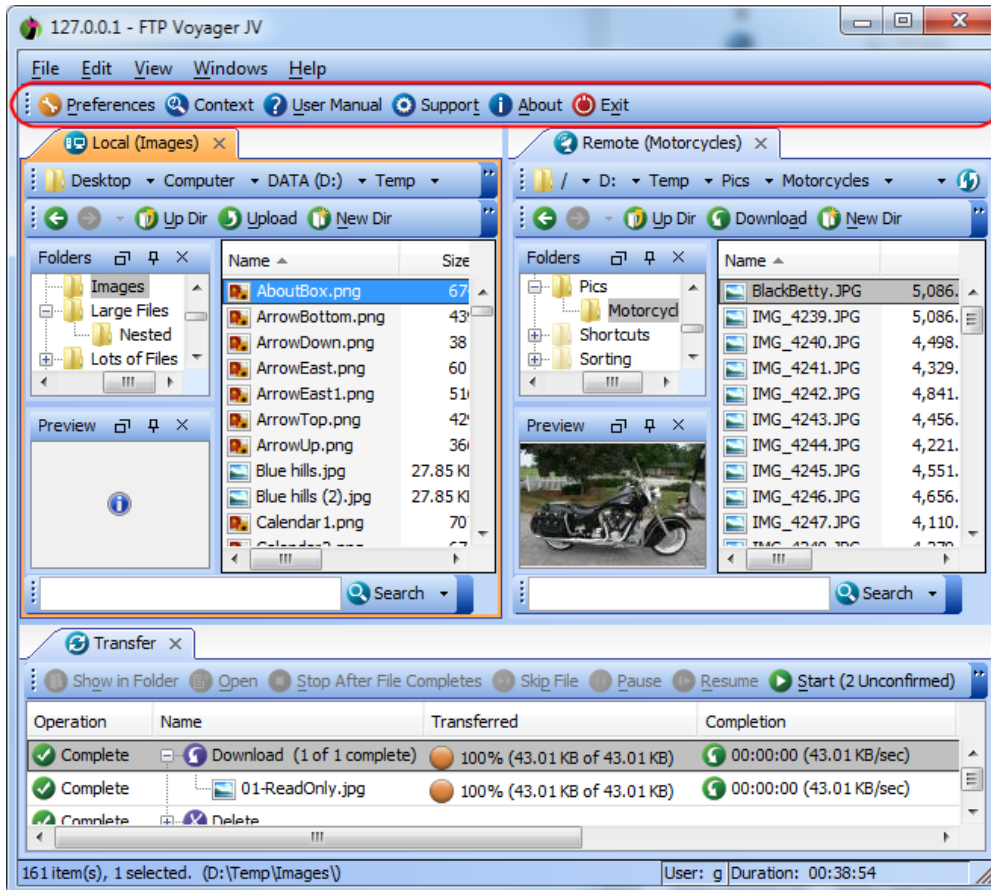 127.0.0.1 - FTP Voyager JV
File Edit View Windows Help
Preferences Context User Manual Support About Exit
Local (Images)
Desktop Computer DATA (D:) Temp
Up Dir Upload New Dir
Folders
Images
Large Files
Nested
Lots of Files
Name Size
AboutBox.png 67
ArrowBottom.png 43
ArrowDown.png 38
ArrowEast.png 60
ArrowEast1.png 51
ArrowTop.png 42
ArrowUp.png 36
Blue hills.jpg 27.85 K
Blue hills (2).jpg 27.85 K
Calendar1.png 70
Preview
Search
Remote (Motorcycles)
/ D: Temp Pics Motorcycles
Up Dir Download New Dir
Folders
Pics
Motorcycl
Shortcuts
Sorting
Name
BlackBetty.JPG 5,086.
IMG_4239.JPG 5,086.
IMG_4240.JPG 4,498.
IMG_4241.JPG 4,329.
IMG_4242.JPG 4,841.
IMG_4243.JPG 4,456.
IMG_4244.JPG 4,221.
IMG_4245.JPG 4,551.
IMG_4246.JPG 4,656.
IMG_4247.JPG 4,110.
Preview
Search
Transfer
Show in Folder Open Stop After File Completes Skip File Pause Resume Start (2 Unconfirmed)
Operation Name Transferred Completion
Complete Download (1 of 1 complete) 100% (43.01 KB of 43.01 KB) 00:00:00 (43.01 KB/sec)
Complete 01-ReadOnly.jpg 100% (43.01 KB of 43.01 KB) 00:00:00 (43.01 KB/sec)
Complete Delete
161 item(s), 1 selected. (D:\Temp\Images\) User: g Duration: 00:38:54